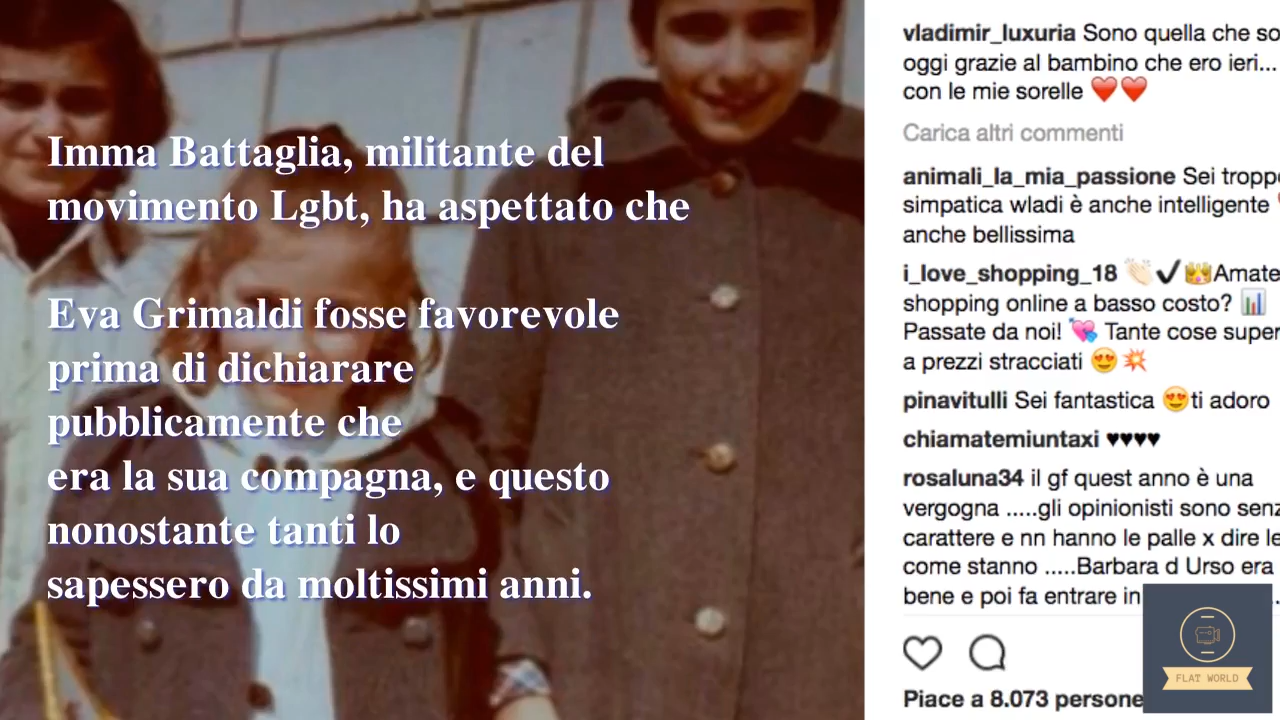 Imma Battaglia, militante del
movimento Lgbt, ha aspettato che
Eva Grimaldi fosse favorevole
prima di dichiarare
pubblicamente che
era la sua compagna, e questo
nonostante tanti lo
sapessero da moltissimi anni.
vladimir_luxuria Sono quella che so
oggi grazie al bambino che ero ieri...
con le mie sorelle ❤️❤️
Carica altri commenti
animali_la_mia_passione Sei troppo
simpatica wladi è anche intelligente
anche bellissima
i_love_shopping_18 👏🏻✔️👑Amate
shopping online a basso costo? 📊
Passate da noi! 💘 Tante cose super
a prezzi stracciati 😍💥
pinavitulli Sei fantastica 😍ti adoro
chiamatemiuntaxi ♥♥♥♥
rosaluna34 il gf quest anno è una
vergogna .....gli opinionisti sono senz
carattere e nn hanno le palle x dire le
come stanno .....Barbara d Urso era
bene e poi fa entrare in
Piace a 8.073 persone
FLAT WORLD